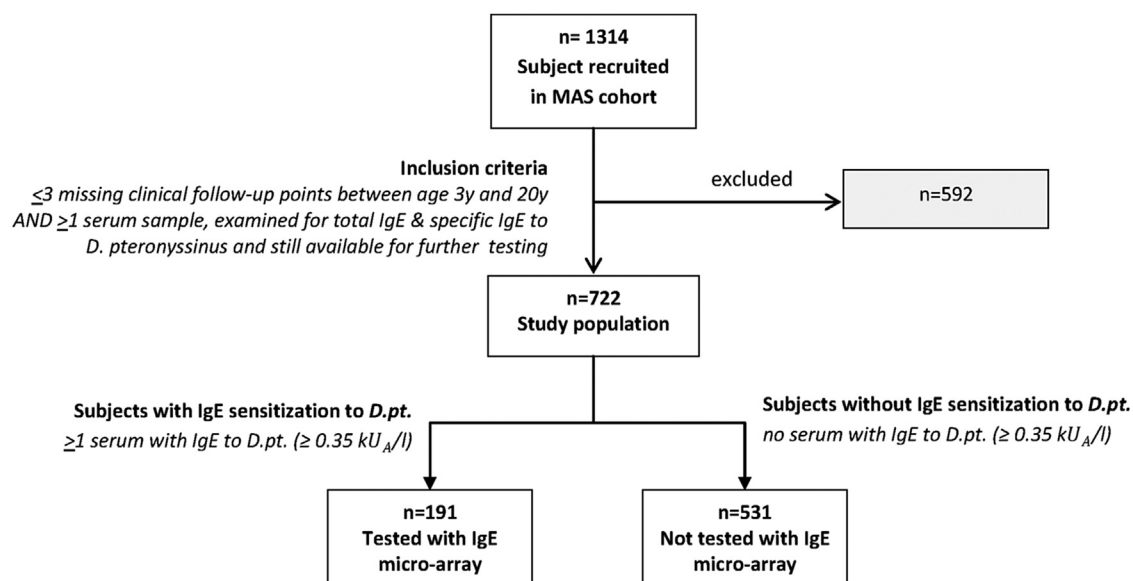 n= 1314
Subject recruited
in MAS cohort
Inclusion criteria
≤3 missing clinical follow-up points between age 3y and 20y
AND ≥1 serum sample, examined for total IgE & specific IgE to
D. pteronyssinus and still available for further testing
excluded
n=592
n=722
Study population
Subjects with IgE sensitization to D.pt.
≥1 serum with IgE to D.pt. (≥ 0.35 kU_A/l)
Subjects without IgE sensitization to D.pt.
no serum with IgE to D.pt. (≥ 0.35 kU_A/l)
n=191
Tested with IgE
micro-array
n=531
Not tested with IgE
micro-array